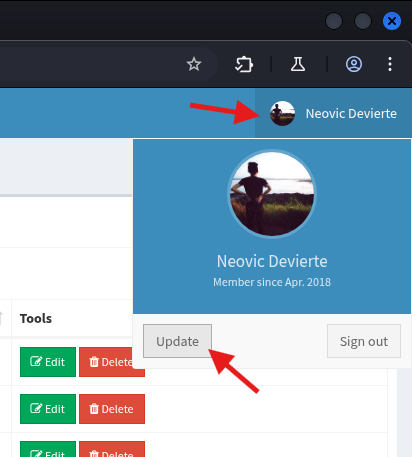 Neovic Devierte
Neovic Devierte
Member since Apr. 2018
Tools
Update
Sign out
Edit
Delete
Edit
Delete
Edit
Delete